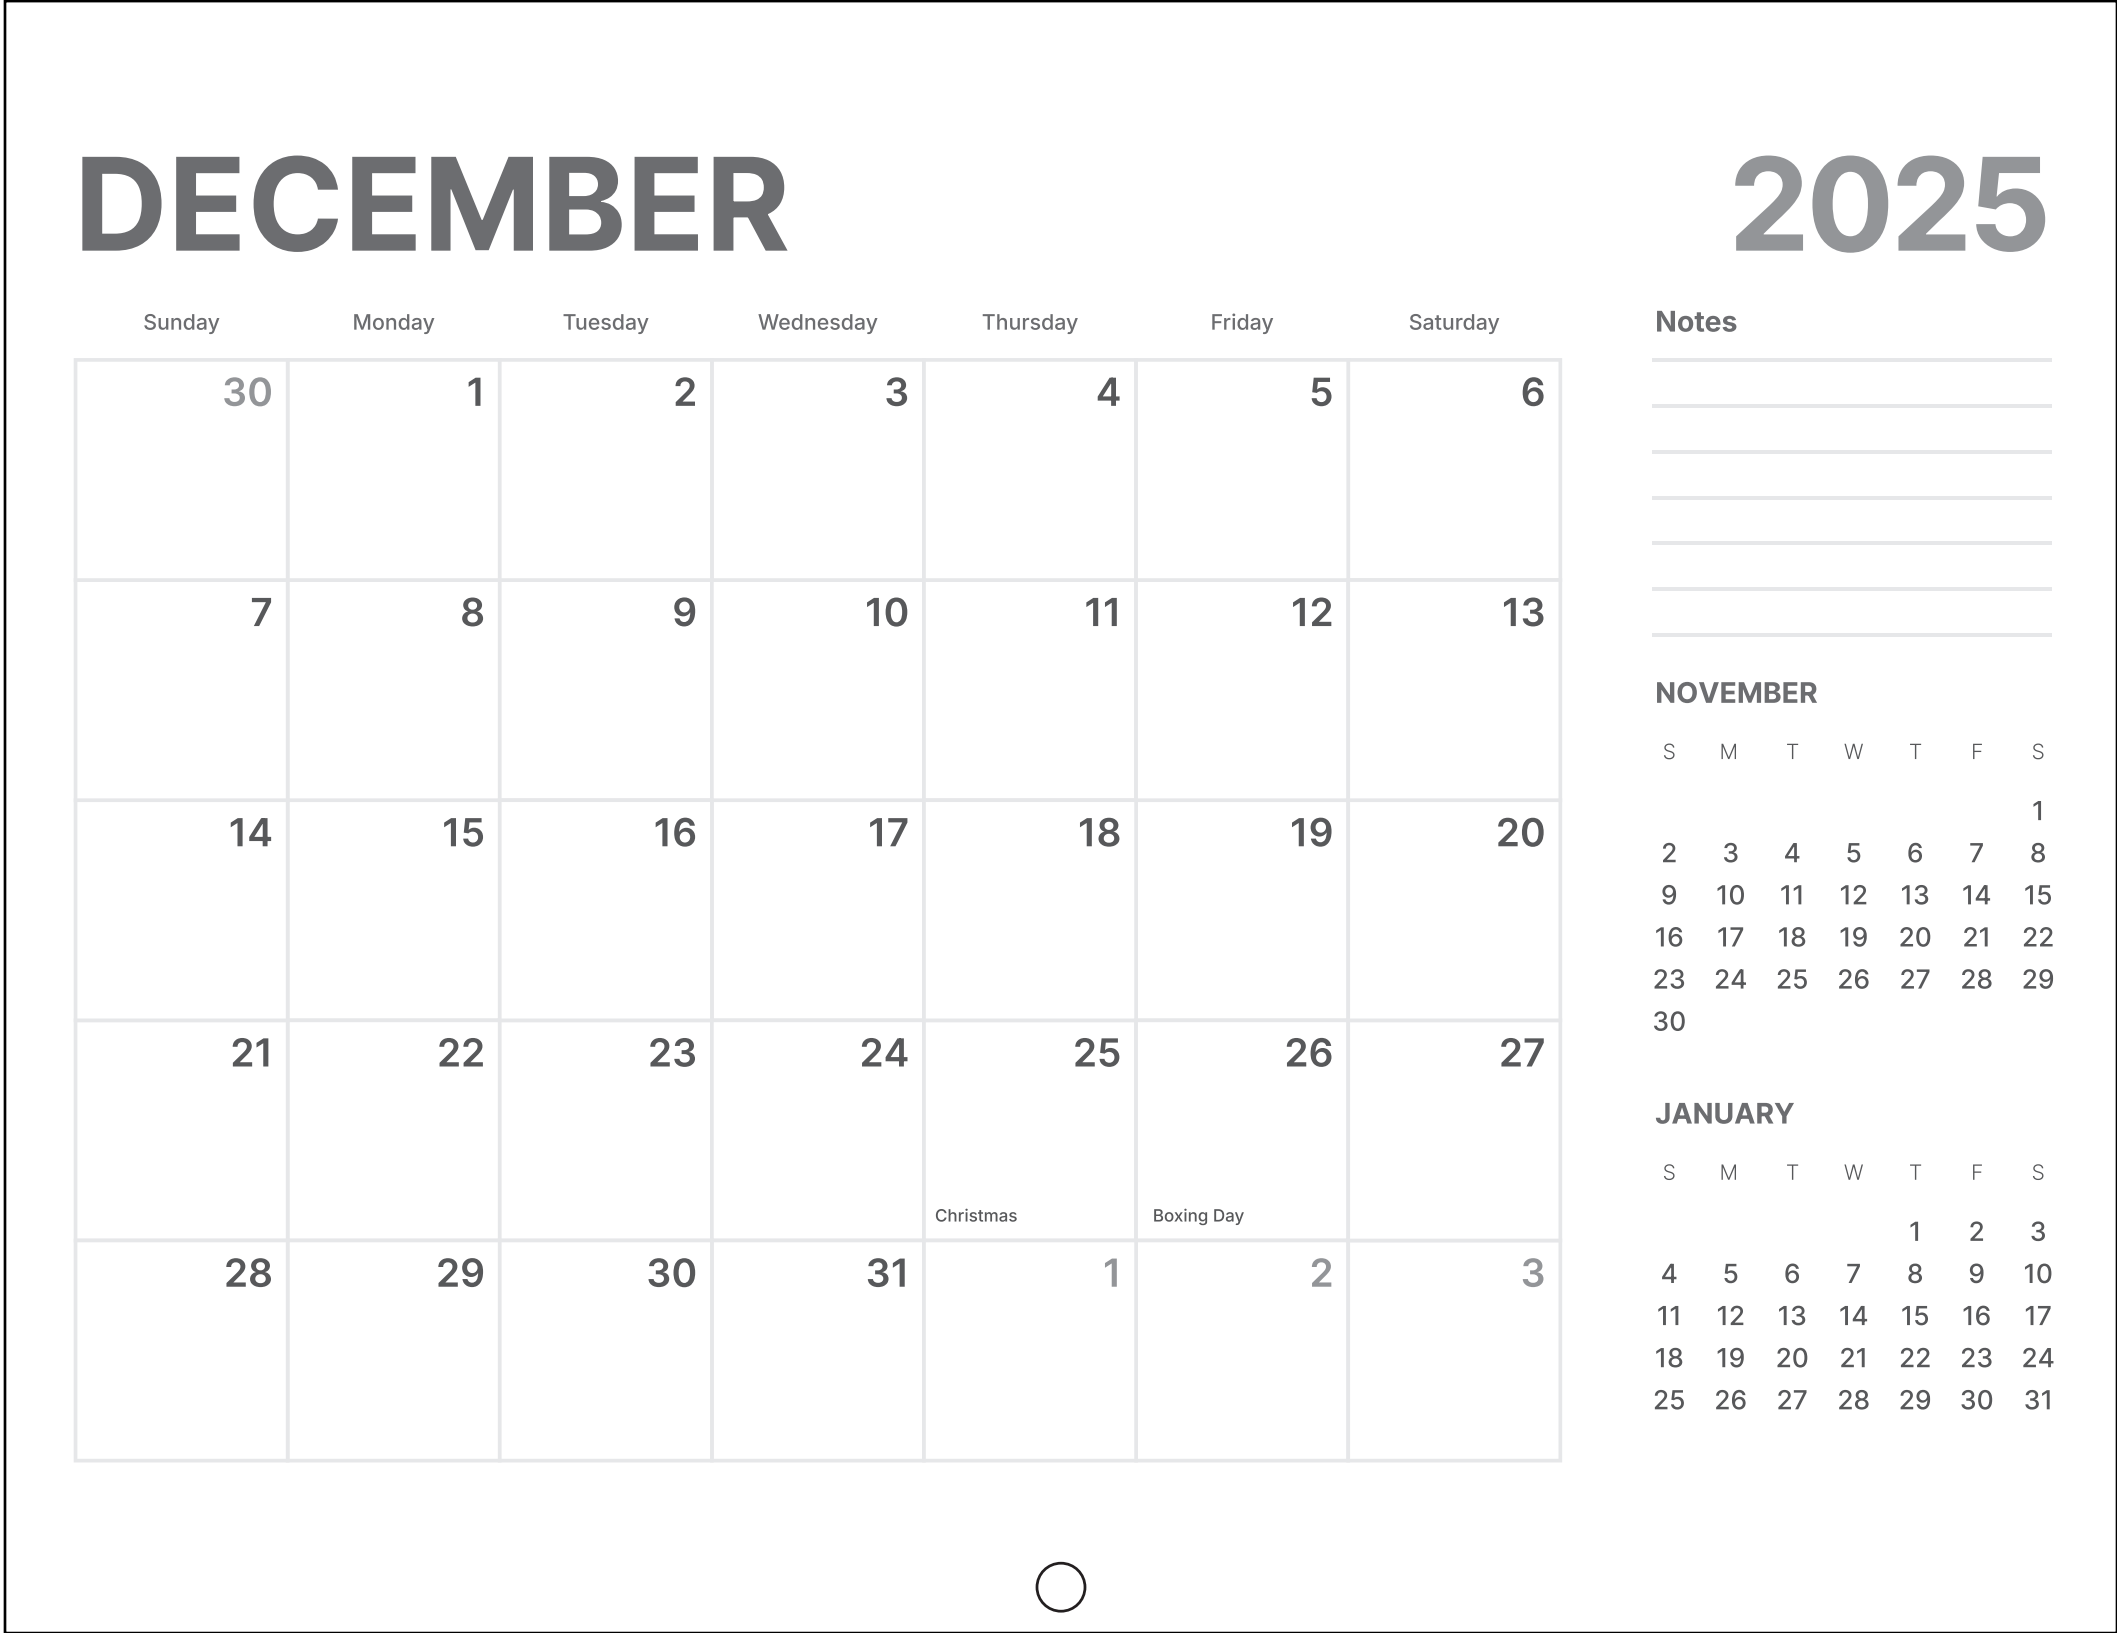 DECEMBER 2025
Sunday Monday Tuesday Wednesday Thursday Friday Saturday
30 1 2 3 4 5 6
7 8 9 10 11 12 13
14 15 16 17 18 19 20
21 22 23 24 25 26 27
Christmas Boxing Day
28 29 30 31 1 2 3
Notes
NOVEMBER
S M T W T F S
1
2 3 4 5 6 7 8
9 10 11 12 13 14 15
16 17 18 19 20 21 22
23 24 25 26 27 28 29
30
JANUARY
S M T W T F S
1 2 3
4 5 6 7 8 9 10
11 12 13 14 15 16 17
18 19 20 21 22 23 24
25 26 27 28 29 30 31